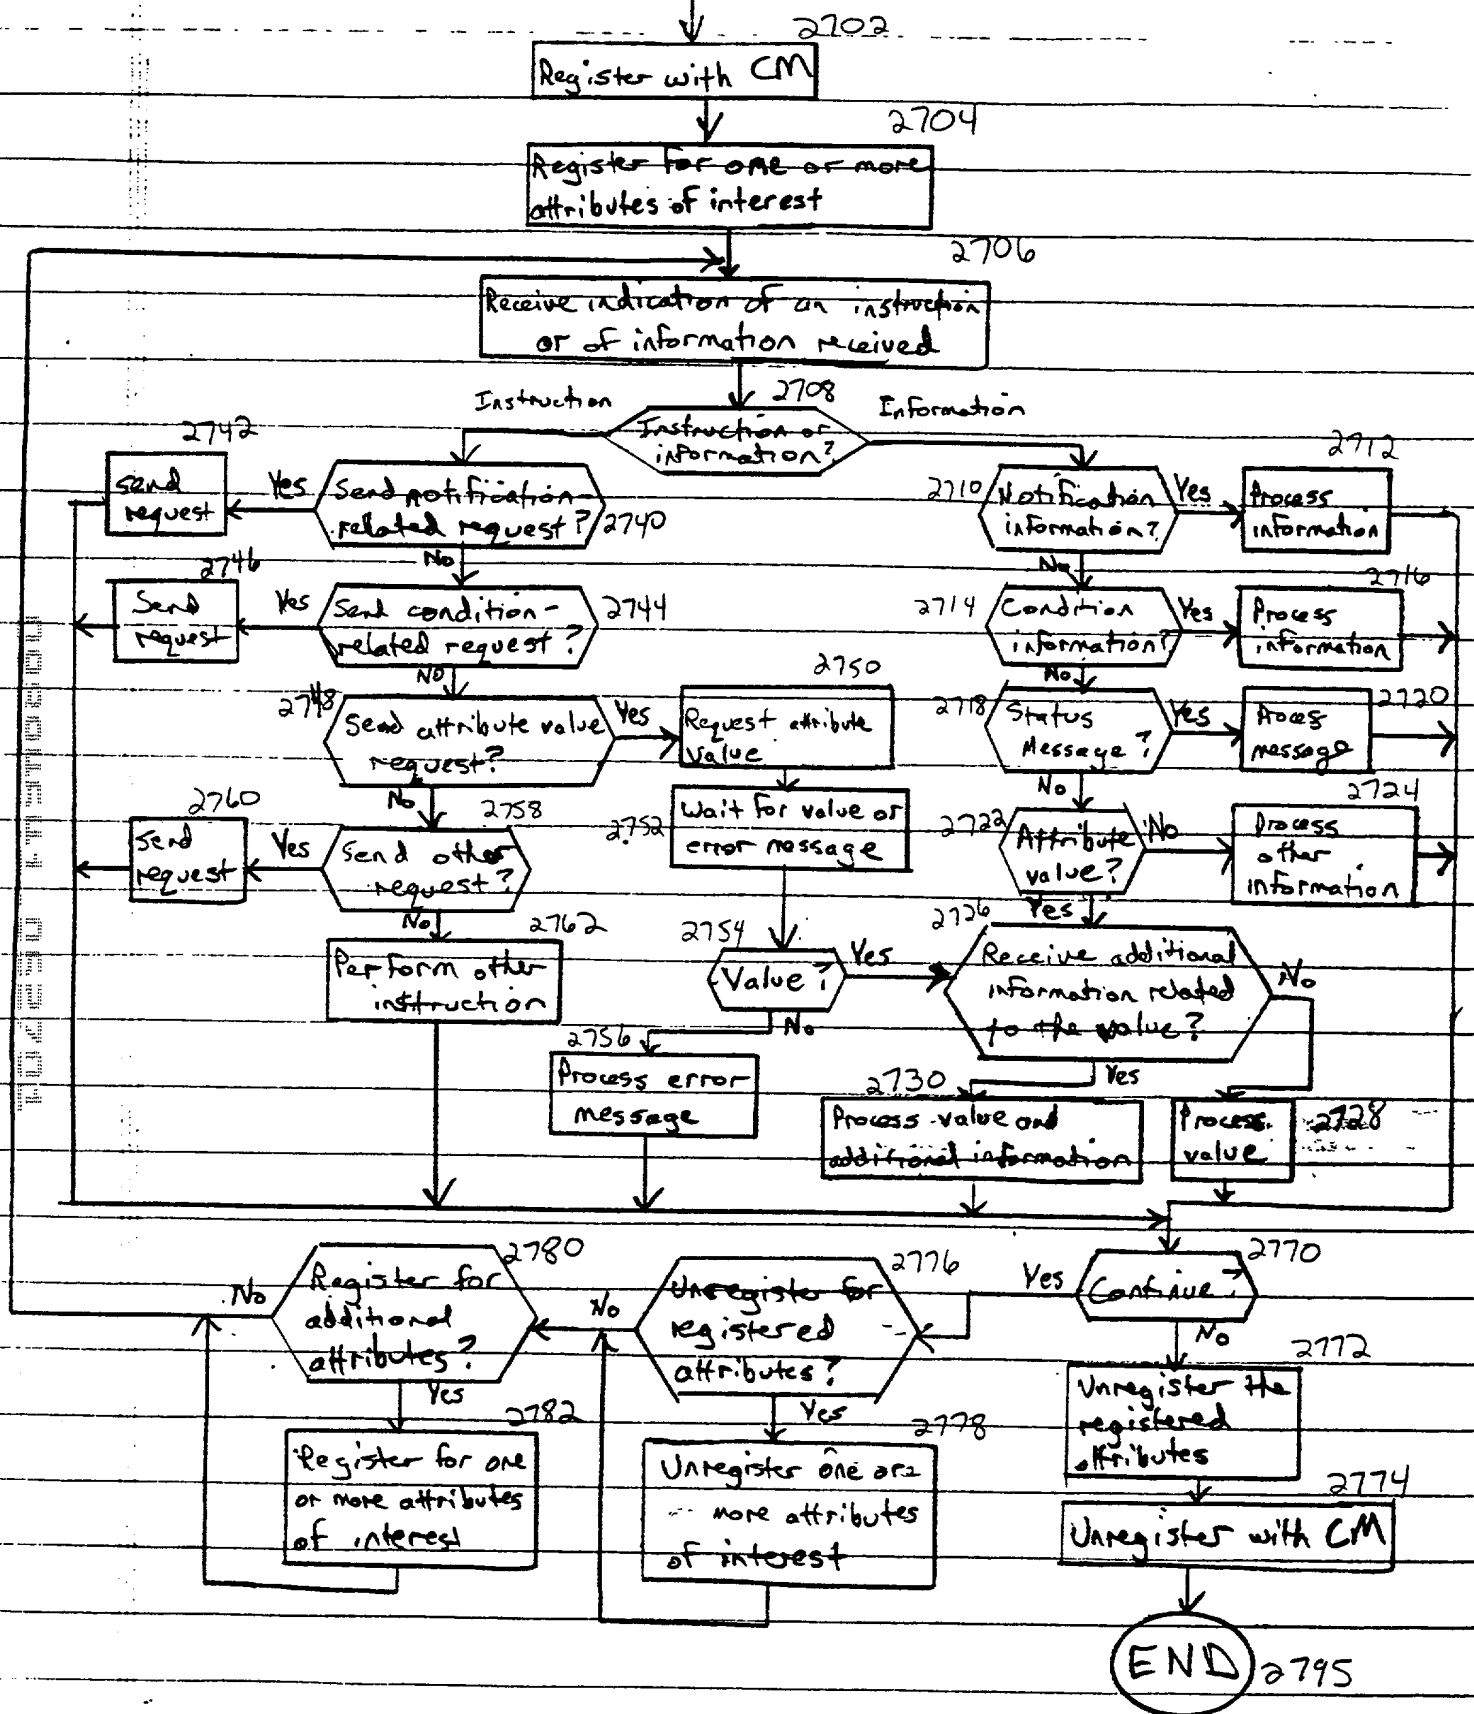 2702
Register with CM
2704
Register for one or more
attributes of interest
2706
Receive indication of an instruction
or of information received
2708
Instruction
Information
Instruction or
information?
2742
send
request
Yes
Send notification-
related request?
2740
No
2710
Notification
information?
Yes
2712
Process
information
No
2746
Send
request
Yes
Send condition-
related request?
2744
No
2714
Condition
information?
Yes
2716
Process
information
No
2748
Send attribute value
request?
Yes
2750
Request attribute
value
No
2718
Status
Message?
Yes
2720
Process
message
No
2760
Send
request
Yes
2758
Send other
request?
No
2752
Wait for value or
error message
2722
Attribute
value?
No
2724
Process
other
information
Yes
2762
Perform other
instruction
2754
Value?
Yes
No
2726
Receive additional
information related
to the value?
No
Yes
2756
Process error
message
2730
Process value and
additional information
2728
Process
value
2780
Register for
additional
attributes?
No
Yes
2776
Unregister for
registered
attributes?
No
Yes
2770
Continue?
Yes
No
2782
Register for one
or more attributes
of interest
2778
Unregister one or
more attributes
of interest
2772
Unregister the
registered
attributes
2774
Unregister with CM
END
2795